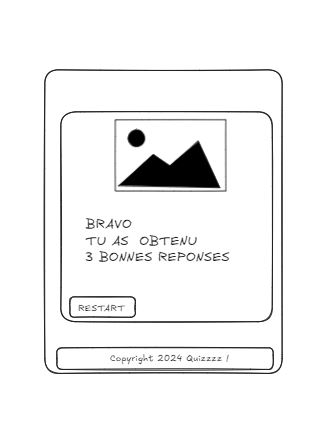 BRAVO
TU AS OBTENU
3 BONNES REPONSES
RESTART
Copyright 2024 Quizzzz /